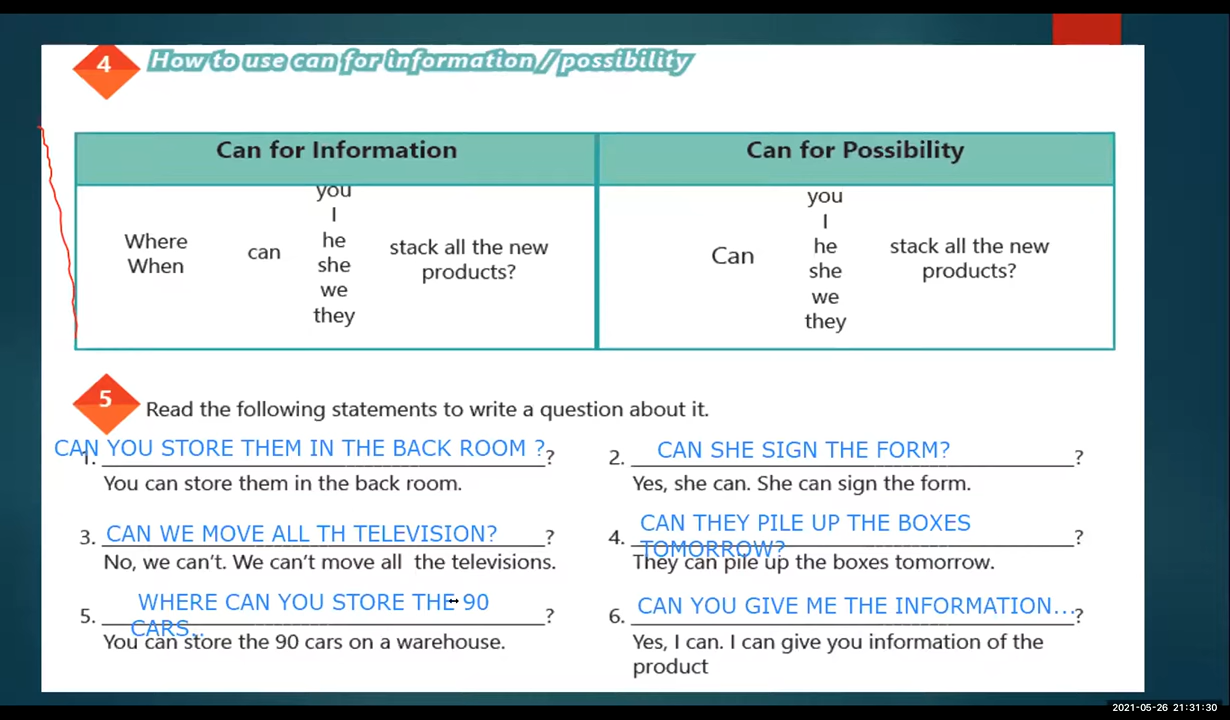 4 How to use can for information/possibility
Can for Information
Can for Possibility
Where
When
can
you
I
he
she
we
they
stack all the new
products?
Can
you
I
he
she
we
they
stack all the new
products?
5 Read the following statements to write a question about it.
CAN YOU STORE THEM IN THE BACK ROOM ?
1. ?
You can store them in the back room.
CAN SHE SIGN THE FORM?
2. ?
Yes, she can. She can sign the form.
3. CAN WE MOVE ALL TH TELEVISION? ?
No, we can't. We can't move all the televisions.
CAN THEY PILE UP THE BOXES
4. ?
TOMORROW?
They can pile up the boxes tomorrow.
WHERE CAN YOU STORE THE 90
5. ?
CARS..
You can store the 90 cars on a warehouse.
CAN YOU GIVE ME THE INFORMATION...
6. ?
Yes, I can. I can give you information of the
product
2021-05-26 21:31:30